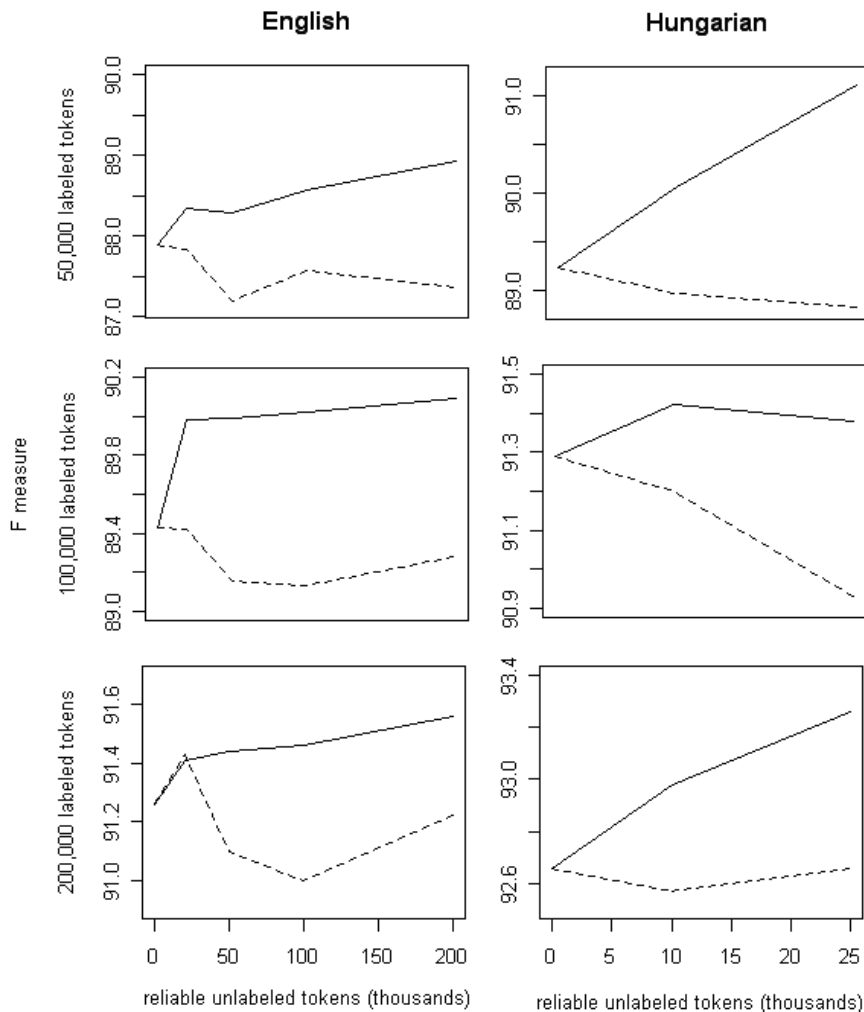 English
Hungarian
F measure
50,000 labeled tokens
90.0
89.0
88.0
87.0
91.0
90.0
89.0
100,000 labeled tokens
90.2
89.8
89.4
89.0
91.5
91.3
91.1
90.9
200,000 labeled tokens
91.6
91.4
91.2
91.0
93.4
93.0
92.6
0 50 100 150 200
0 5 10 15 20 25
reliable unlabeled tokens (thousands)
reliable unlabeled tokens (thousands)